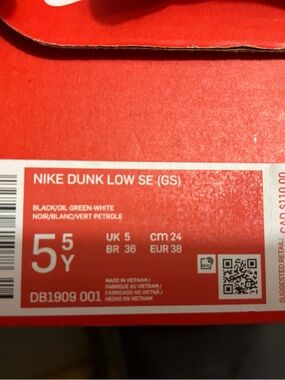 NIKE DUNK LOW SE (GS)
BLACK/OIL GREEN-WHITE
NOIR/BLANC/VERT PETROLE
5 5 Y
UK 5 cm 24
BR 36 EUR 38
MADE IN VIETNAM /
FABRIQUE AU VIETNAM /
FABRICADO NO VIETNÃ /
HECHO EN VIETNAM
DB1909 001
SUGGESTED RETAIL: CAD $110.00